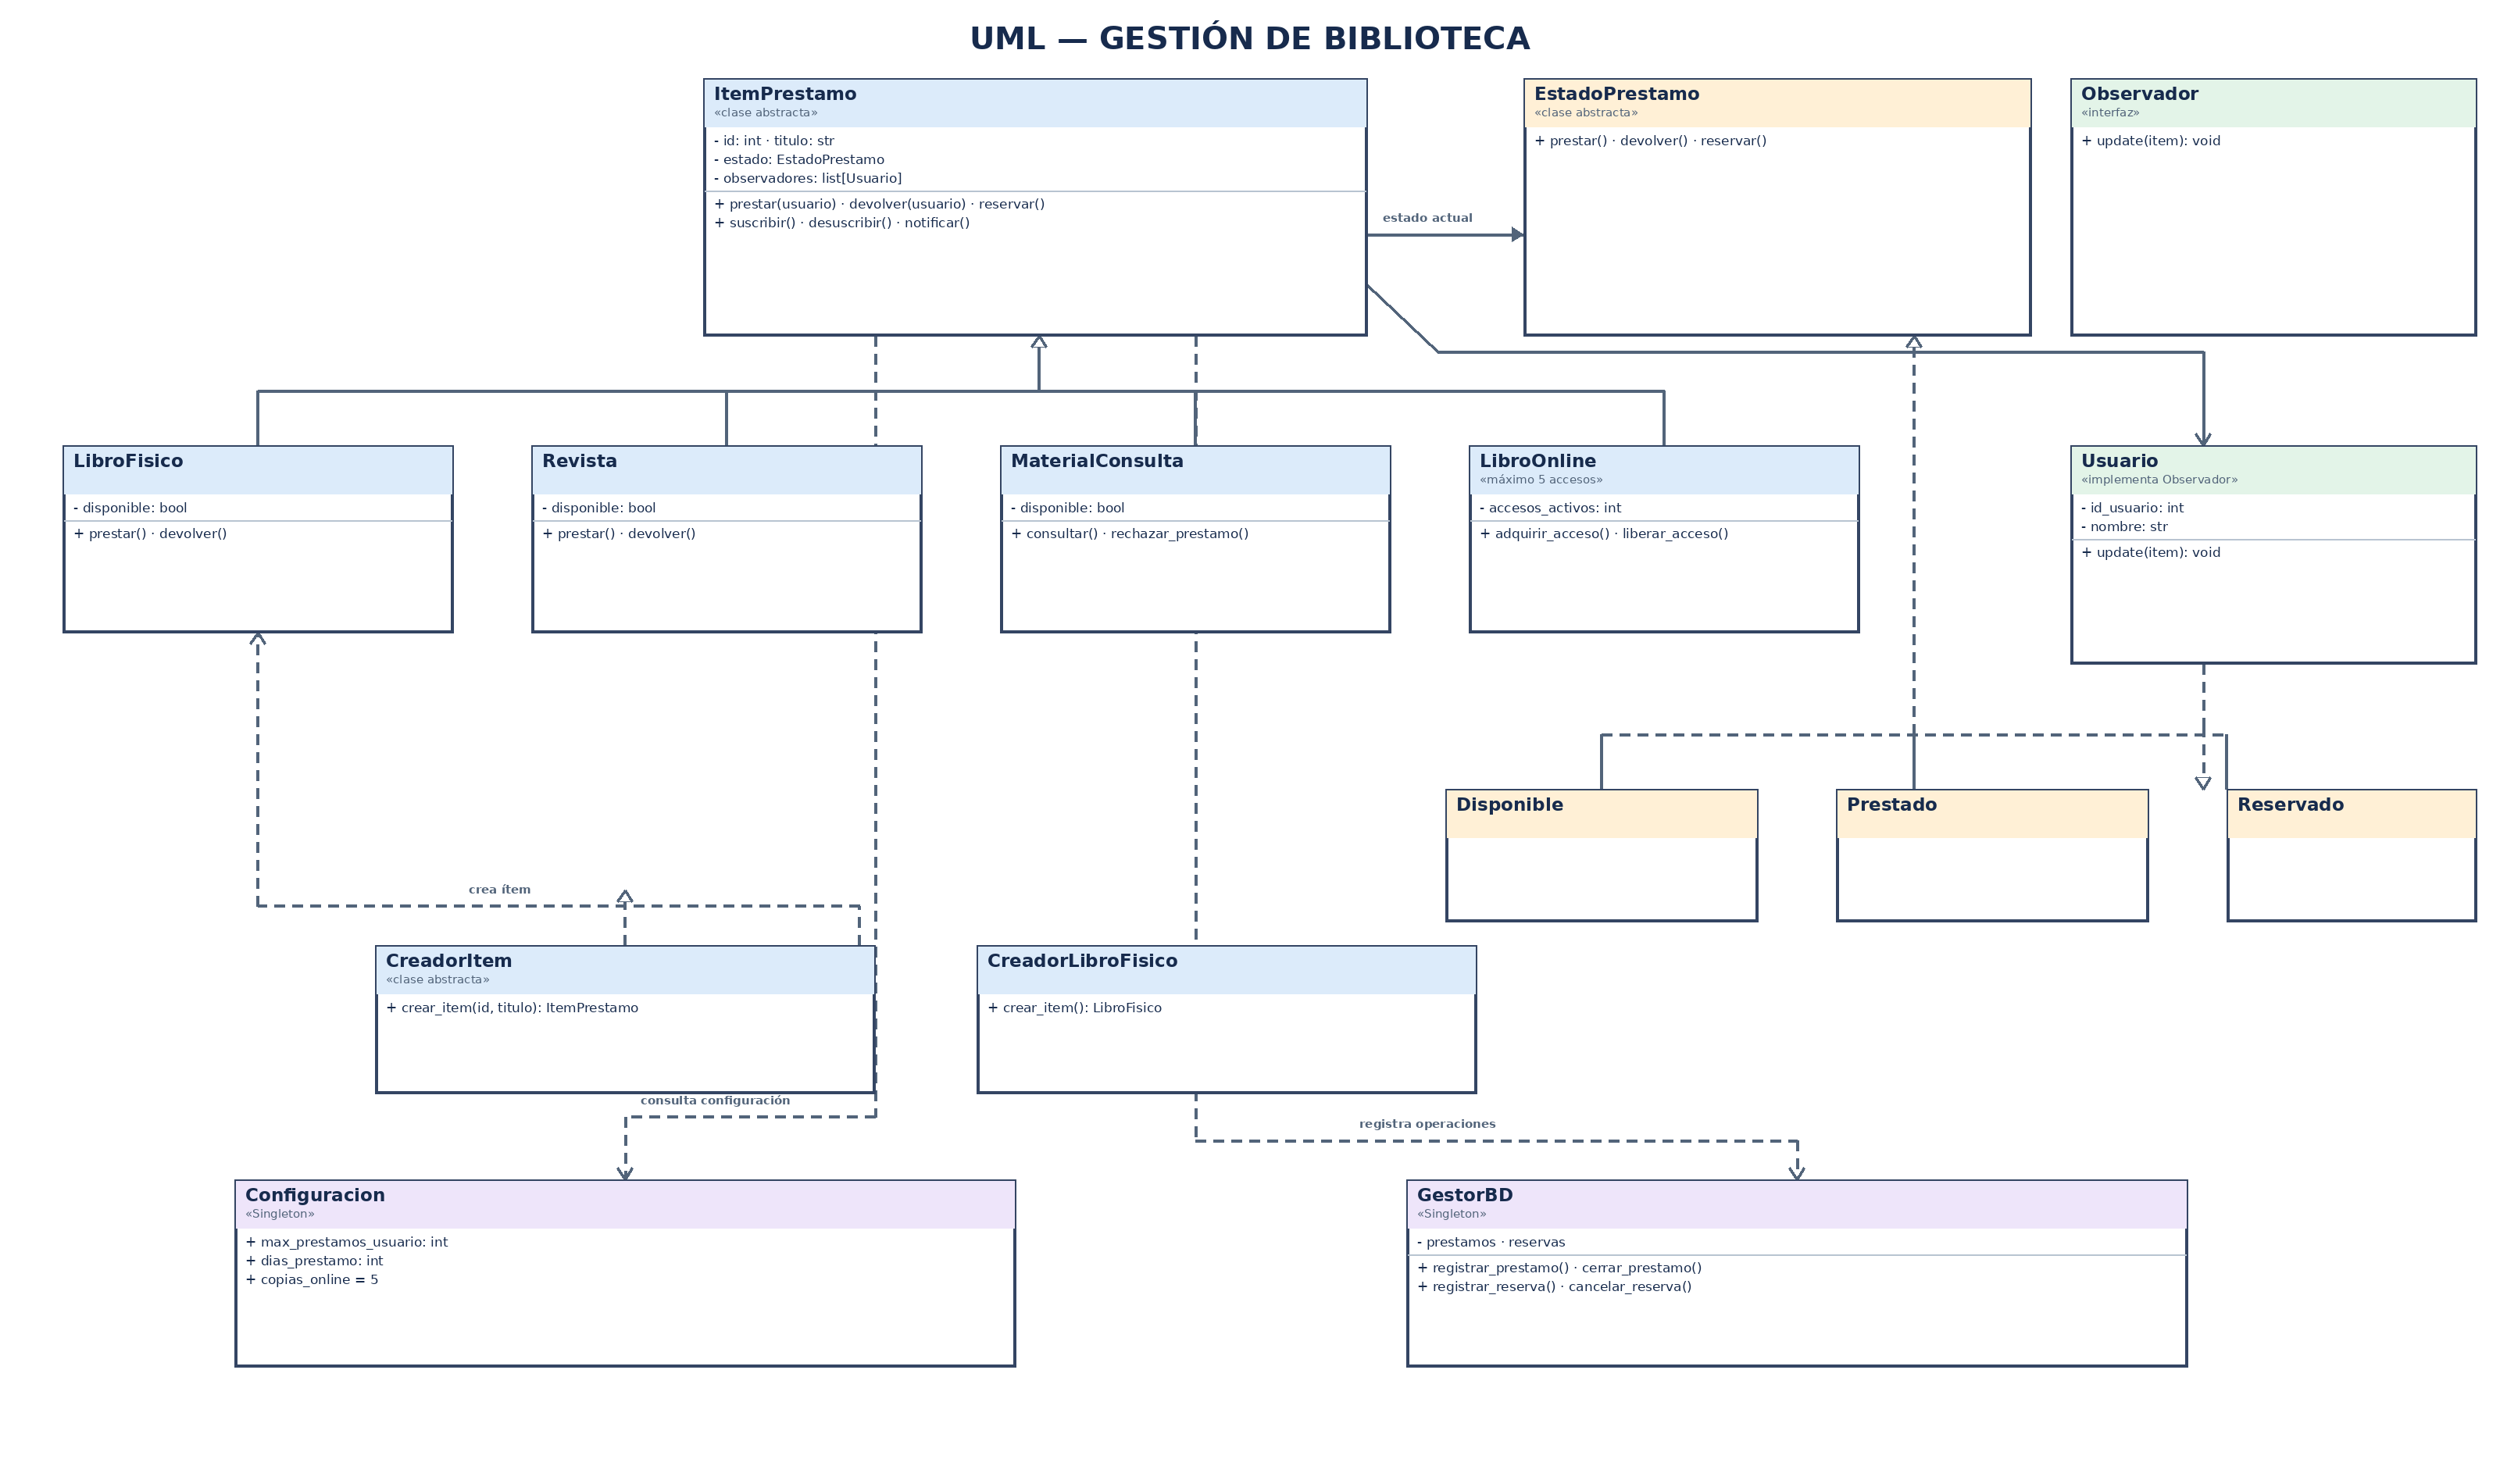 UML — GESTIÓN DE BIBLIOTECA
ItemPrestamo
«clase abstracta»
- id: int · titulo: str
- estado: EstadoPrestamo
- observadores: list[Usuario]
+ prestar(usuario) · devolver(usuario) · reservar()
+ suscribir() · desuscribir() · notificar()
estado actual
EstadoPrestamo
«clase abstracta»
+ prestar() · devolver() · reservar()
Observador
«interfaz»
+ update(item): void
LibroFisico
- disponible: bool
+ prestar() · devolver()
Revista
- disponible: bool
+ prestar() · devolver()
MaterialConsulta
- disponible: bool
+ consultar() · rechazar_prestamo()
LibroOnline
«máximo 5 accesos»
- accesos_activos: int
+ adquirir_acceso() · liberar_acceso()
Usuario
«implementa Observador»
- id_usuario: int
- nombre: str
+ update(item): void
Disponible
Prestado
Reservado
crea ítem
CreadorItem
«clase abstracta»
+ crear_item(id, titulo): ItemPrestamo
CreadorLibroFisico
+ crear_item(): LibroFisico
consulta configuración
registra operaciones
Configuracion
«Singleton»
+ max_prestamos_usuario: int
+ dias_prestamo: int
+ copias_online = 5
GestorBD
«Singleton»
- prestamos · reservas
+ registrar_prestamo() · cerrar_prestamo()
+ registrar_reserva() · cancelar_reserva()